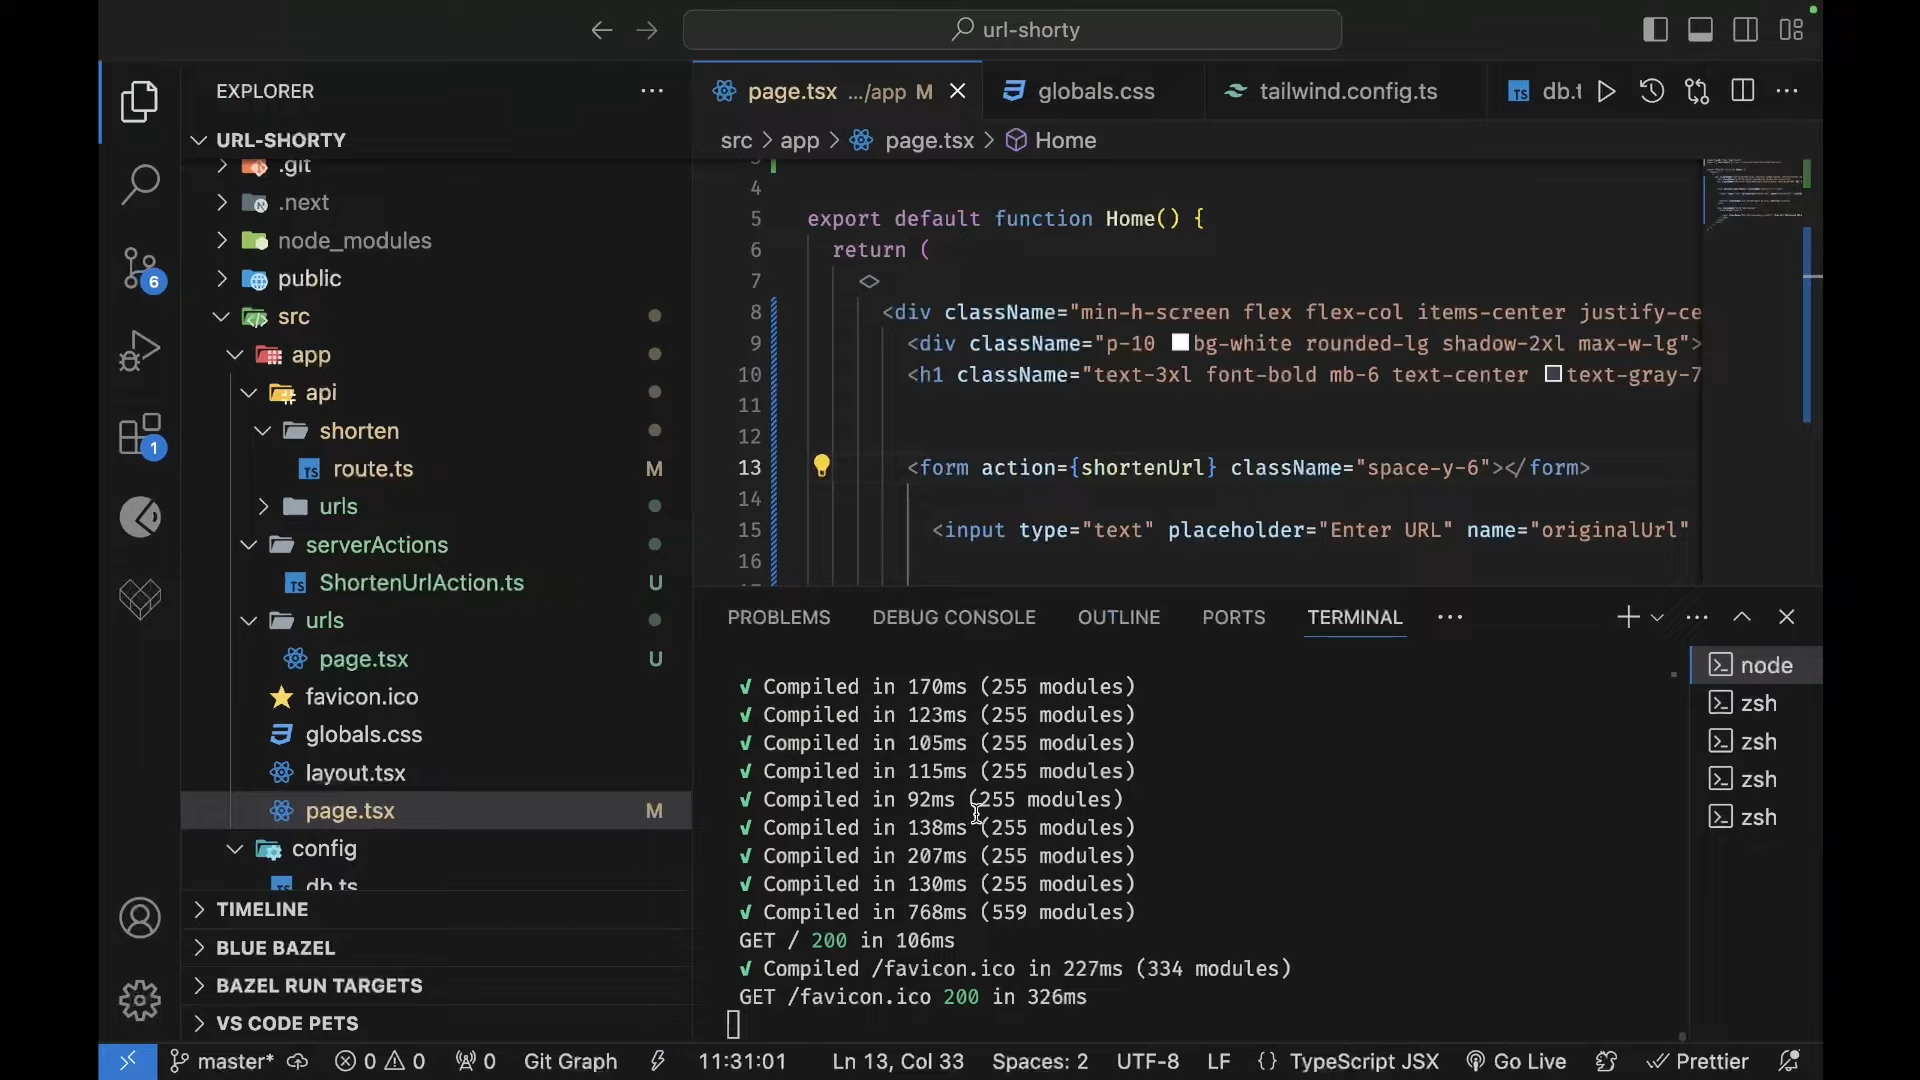 url-shorty
EXPLORER
URL-SHORTY
.git
.next
node_modules
public
src
app
api
shorten
route.ts M
urls
serverActions
ShortenUrlAction.ts U
urls
page.tsx U
favicon.ico
globals.css
layout.tsx
page.tsx M
config
db.ts
TIMELINE
BLUE BAZEL
BAZEL RUN TARGETS
VS CODE PETS
6
1
page.tsx .../app M
globals.css
tailwind.config.ts
TS db.t
src > app > page.tsx > Home
4
5 export default function Home() {
6 return (
7 <>
8 <div className="min-h-screen flex flex-col items-center justify-ce
9 <div className="p-10 bg-white rounded-lg shadow-2xl max-w-lg">
10 <h1 className="text-3xl font-bold mb-6 text-center text-gray-7
11
12
13 <form action={shortenUrl} className="space-y-6"></form>
14
15 <input type="text" placeholder="Enter URL" name="originalUrl"
16
PROBLEMS DEBUG CONSOLE OUTLINE PORTS TERMINAL
√ Compiled in 170ms (255 modules)
√ Compiled in 123ms (255 modules)
√ Compiled in 105ms (255 modules)
√ Compiled in 115ms (255 modules)
√ Compiled in 92ms (255 modules)
√ Compiled in 138ms (255 modules)
√ Compiled in 207ms (255 modules)
√ Compiled in 130ms (255 modules)
√ Compiled in 768ms (559 modules)
GET / 200 in 106ms
√ Compiled /favicon.ico in 227ms (334 modules)
GET /favicon.ico 200 in 326ms
node
zsh
zsh
zsh
zsh
master* 0 0 0 Git Graph 11:31:01 Ln 13, Col 33 Spaces: 2 UTF-8 LF {} TypeScript JSX Go Live Prettier